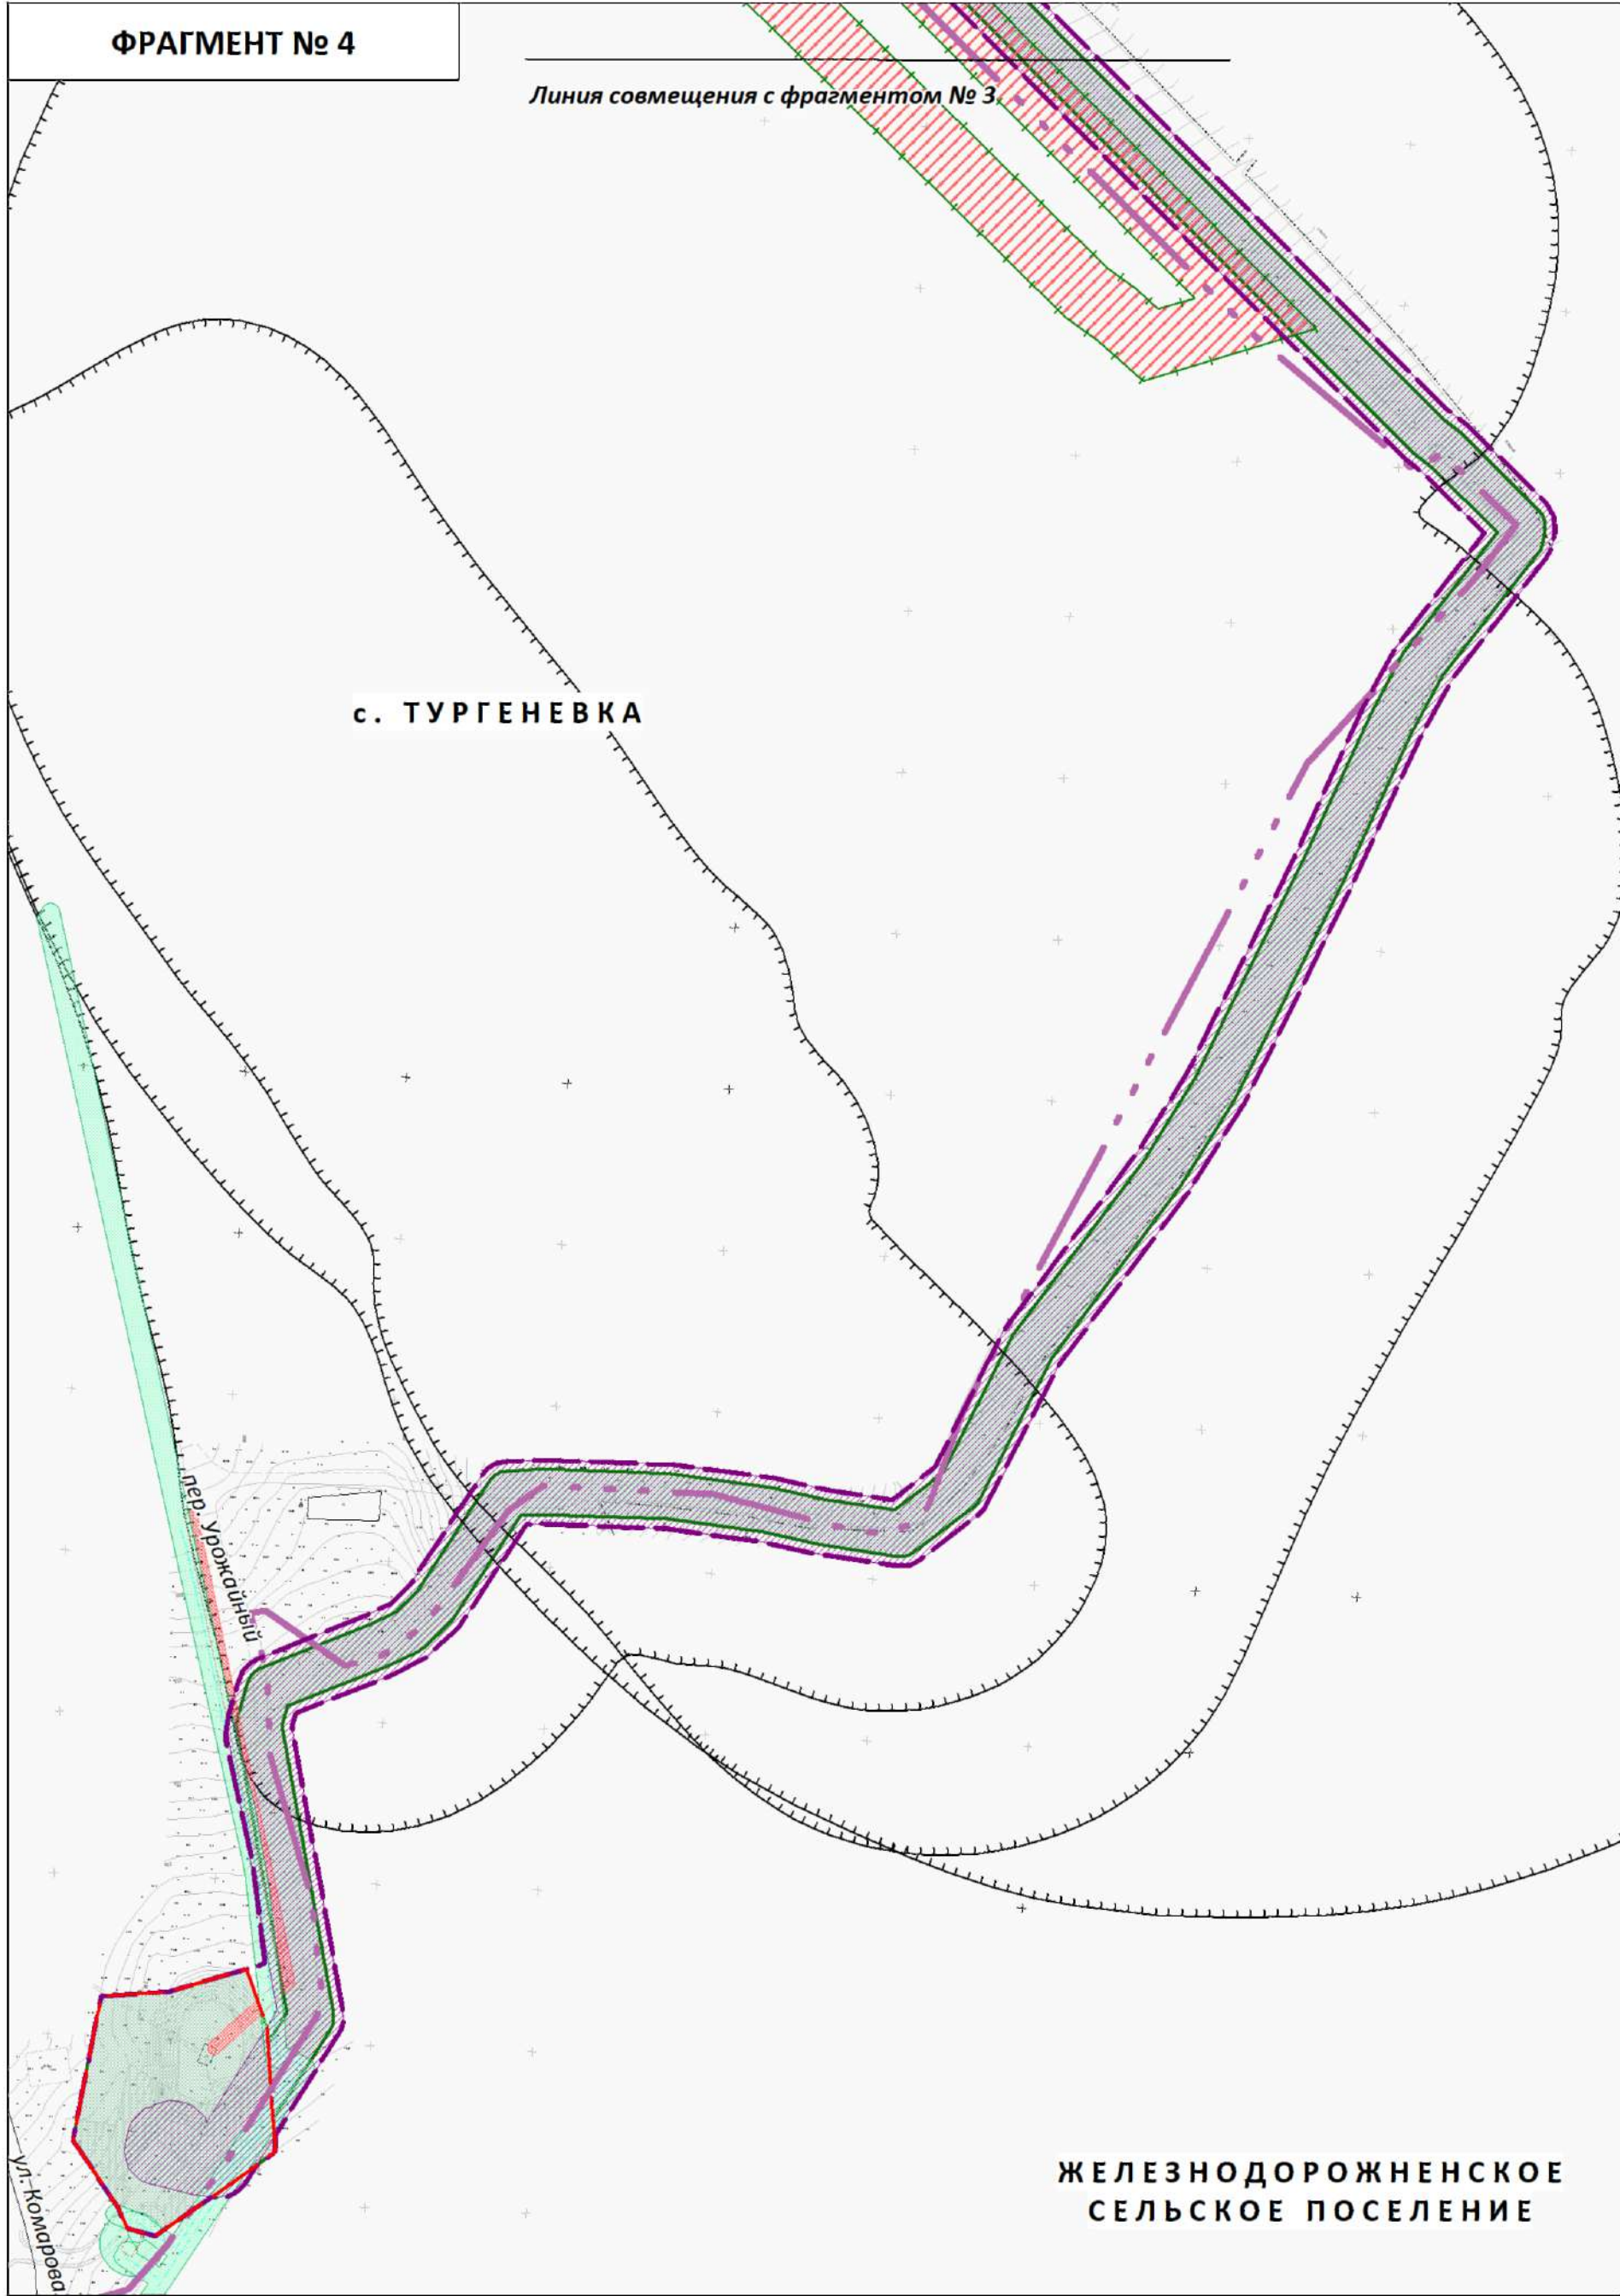 ФРАГМЕНТ № 4
Линия совмещения с фрагментом № 3
с. ТУРГЕНЕВКА
пер. Урожайный
ул. Комарова
ЖЕЛЕЗНОДОРОЖНЕНСКОЕ
СЕЛЬСКОЕ ПОСЕЛЕНИЕ